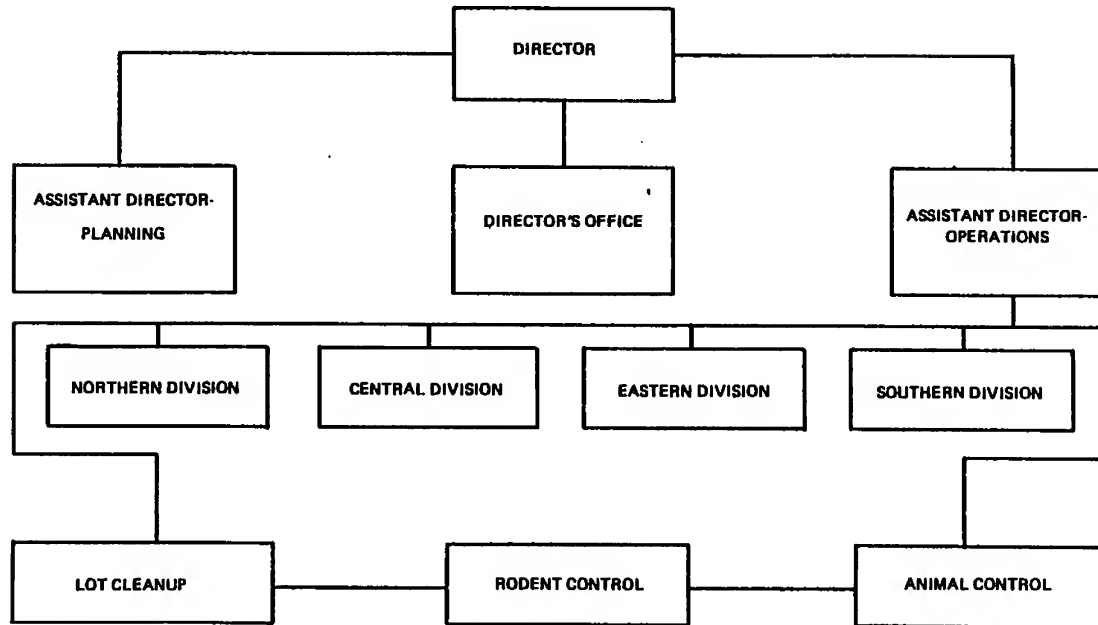 DIRECTOR
ASSISTANT DIRECTOR-
PLANNING
DIRECTOR'S OFFICE
ASSISTANT DIRECTOR-
OPERATIONS
NORTHERN DIVISION
CENTRAL DIVISION
EASTERN DIVISION
SOUTHERN DIVISION
LOT CLEANUP
RODENT CONTROL
ANIMAL CONTROL